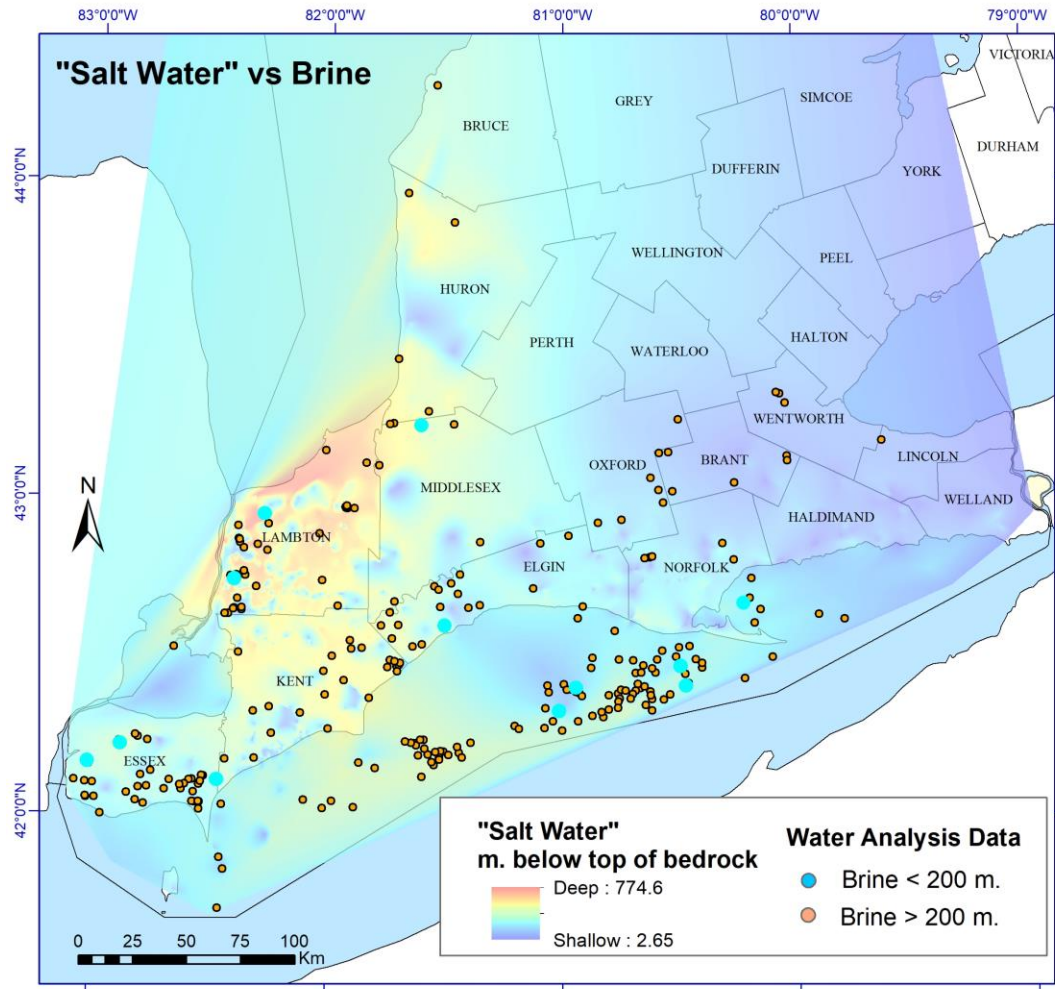 83°0'0"W
82°0'0"W
81°0'0"W
80°0'0"W
79°0'0"W
"Salt Water" vs Brine
VICTORIA
GREY
SIMCOE
BRUCE
DURHAM
DUFFERIN
44°0'0"N
YORK
WELLINGTON
PEEL
HURON
HALTON
PERTH
WATERLOO
WENTWORTH
OXFORD
BRANT
LINCOLN
N
43°0'0"N
MIDDLESEX
WELLAND
HALDIMAND
LAMBTON
ELGIN
NORFOLK
KENT
ESSEX
42°0'0"N
"Salt Water"
m. below top of bedrock
Deep : 774.6
Shallow : 2.65
Water Analysis Data
Brine < 200 m.
Brine > 200 m.
0 25 50 75 100
Km